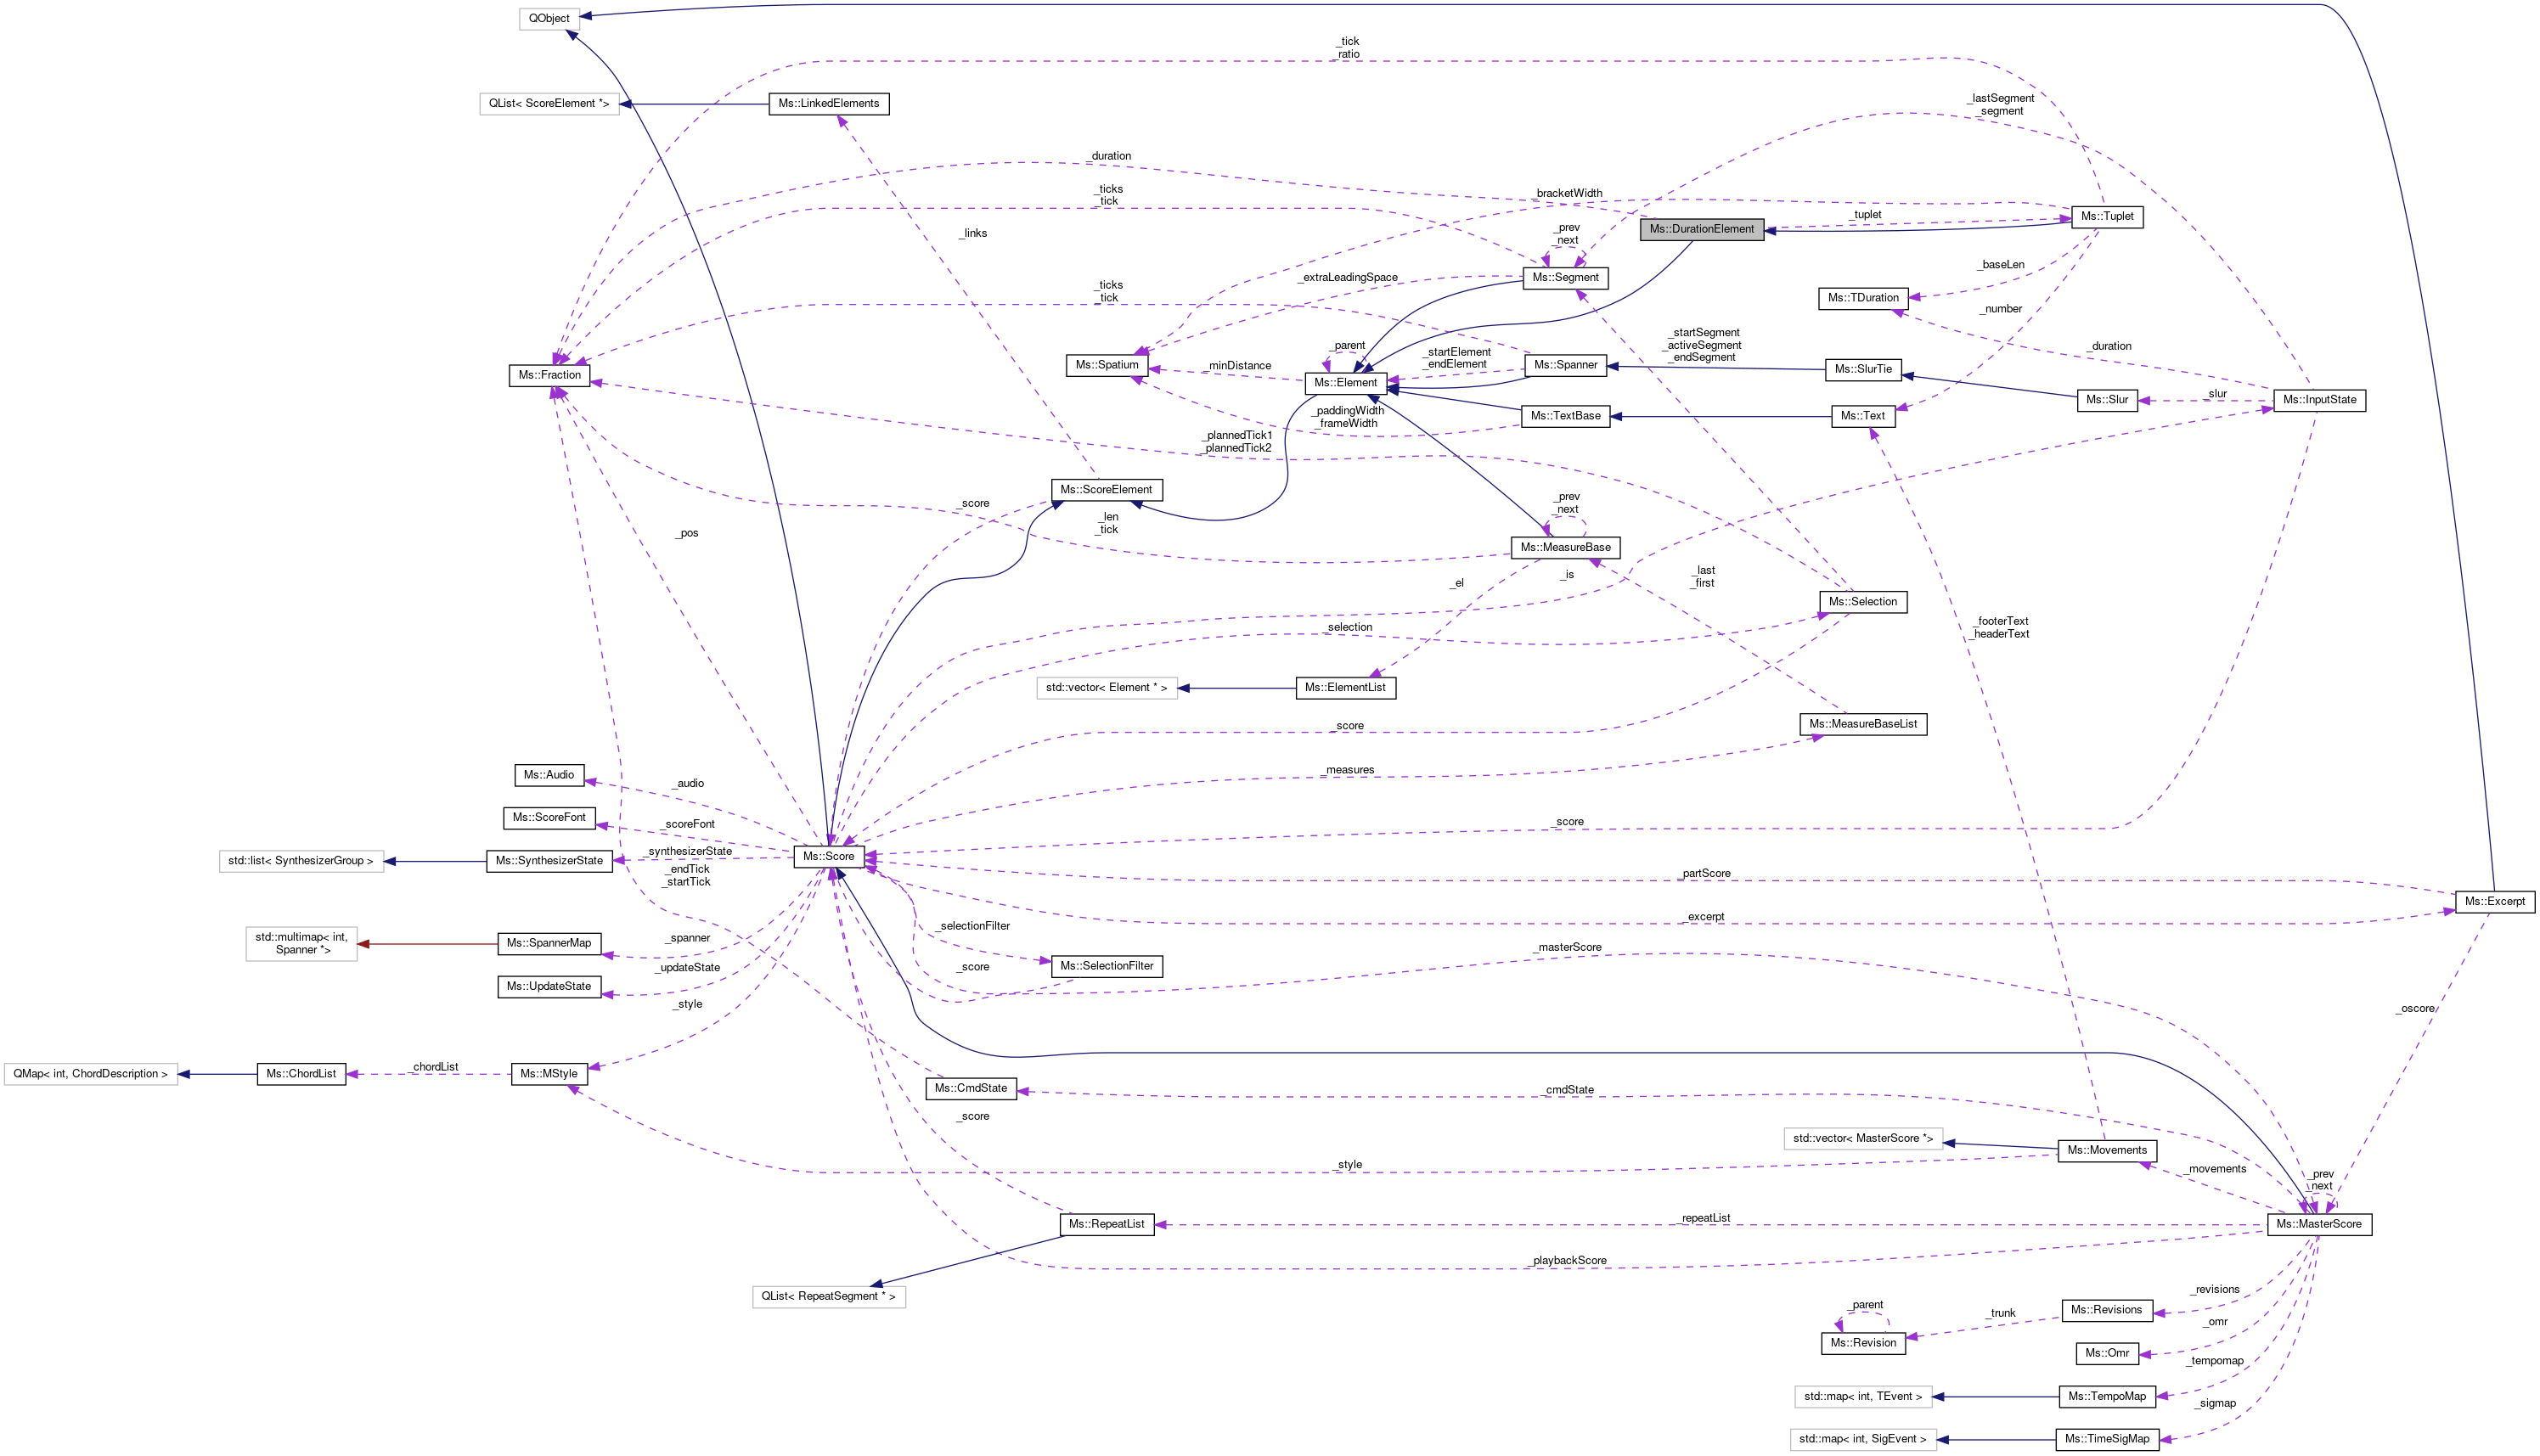 QObject
_tick
_ratio
QList< ScoreElement *>
Ms::LinkedElements
_lastSegment
_segment
_duration
_ticks
_tick
_bracketWidth
_tuplet
Ms::Tuplet
Ms::DurationElement
_links
_prev
_next
_baseLen
Ms::Segment
_extraLeadingSpace
_ticks
_tick
Ms::TDuration
_number
_startSegment
_activeSegment
_endSegment
_duration
_parent
_startElement
_endElement
Ms::Spatium
_minDistance
Ms::Spanner
Ms::SlurTie
Ms::Fraction
Ms::Element
_slur
Ms::Slur
Ms::InputState
_paddingWidth
_frameWidth
Ms::TextBase
Ms::Text
_plannedTick1
_plannedTick2
Ms::ScoreElement
_score
_len
_tick
_prev
_next
_pos
Ms::MeasureBase
_el
_is
_last
_first
Ms::Selection
_selection
_footerText
_headerText
std::vector< Element * >
Ms::ElementList
_score
Ms::MeasureBaseList
Ms::Audio
_audio
_measures
Ms::ScoreFont
_scoreFont
_score
std::list< SynthesizerGroup >
Ms::SynthesizerState
_synthesizerState
Ms::Score
_endTick
_startTick
_partScore
Ms::Excerpt
_excerpt
_selectionFilter
std::multimap< int,
Spanner *>
Ms::SpannerMap
_spanner
_masterScore
_updateState
_score
Ms::SelectionFilter
Ms::UpdateState
_style
_oscore
QMap< int, ChordDescription >
Ms::ChordList
_chordList
Ms::MStyle
Ms::CmdState
_cmdState
_score
std::vector< MasterScore *>
Ms::Movements
_style
_movements
_prev
_next
Ms::RepeatList
_repeatList
Ms::MasterScore
_playbackScore
QList< RepeatSegment * >
_revisions
_parent
_trunk
Ms::Revisions
_omr
Ms::Revision
Ms::Omr
_tempomap
std::map< int, TEvent >
Ms::TempoMap
_sigmap
std::map< int, SigEvent >
Ms::TimeSigMap